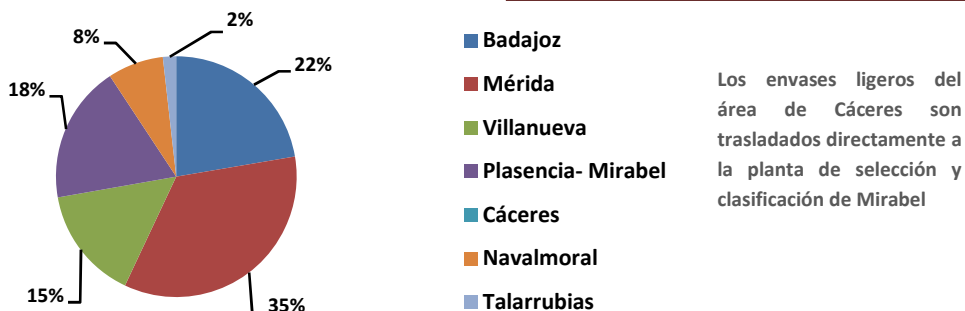 2%
8%
22%
18%
15%
35%
Badajoz
Mérida
Villanueva
Plasencia- Mirabel
Cáceres
Navalmoral
Talarrubias
Los envases ligeros del
área de Cáceres son
trasladados directamente a
la planta de selección y
clasificación de Mirabel